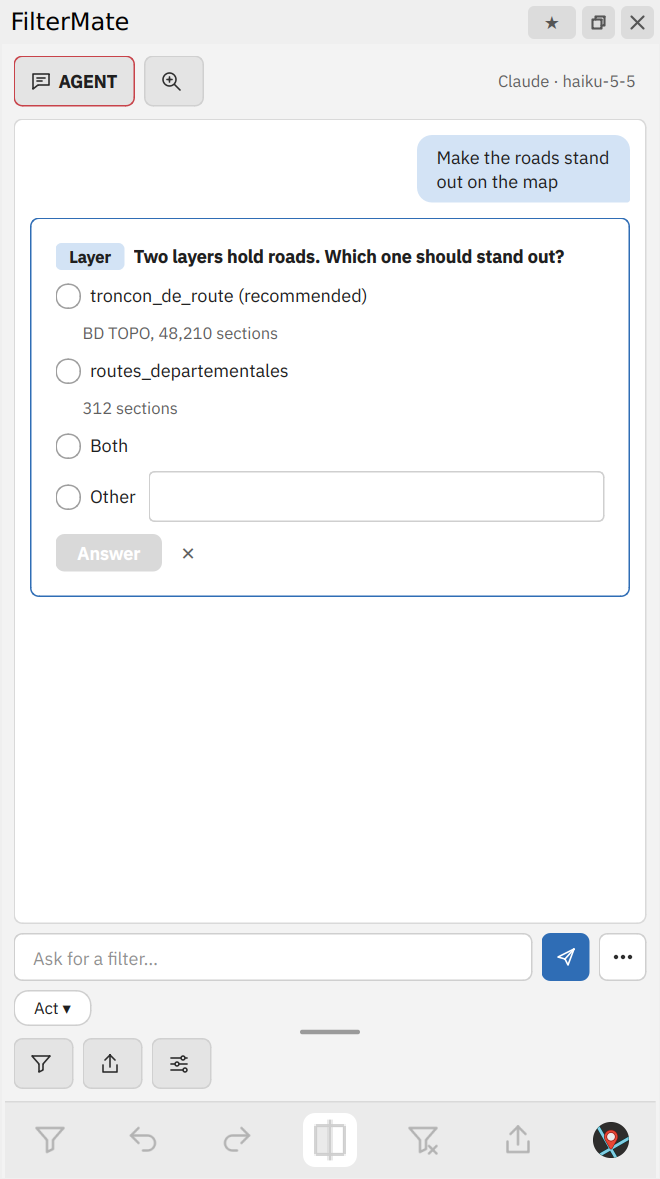 FilterMate
★
AGENT
Claude · haiku-5-5
Make the roads stand
out on the map
Layer Two layers hold roads. Which one should stand out?
troncon_de_route (recommended)
BD TOPO, 48,210 sections
routes_departementales
312 sections
Both
Other
Answer ×
Ask for a filter...
•••
Act ▾